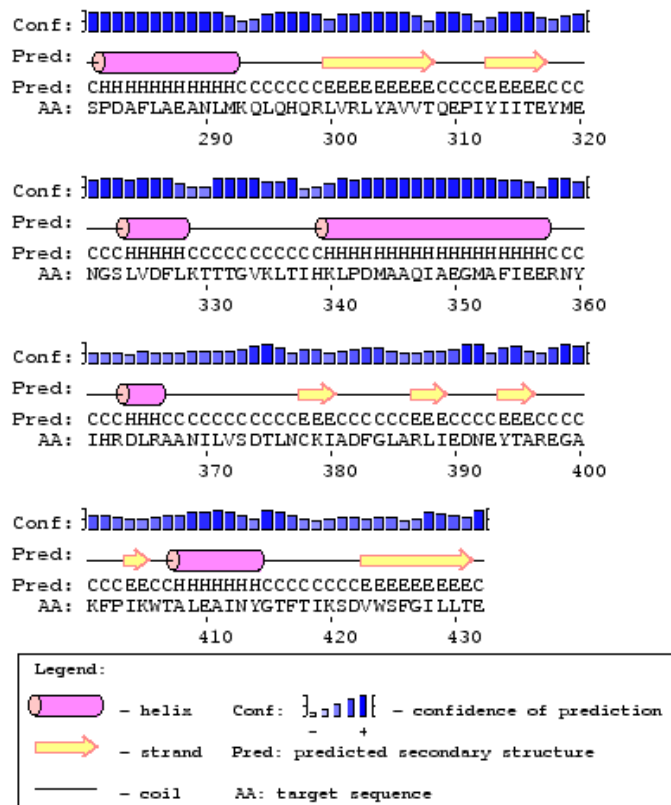 Conf:
Pred:
Pred: CHHHHHHHHHHHCCCCCCCEEEEEEEEECCCCEEEEECCC
AA: SPDAFLAEANLMKQLQHQRLVRLYAVVTQEPIYIITEYME
290 300 310 320
Conf:
Pred:
Pred: CCCHHHHHCCCCCCCCCCCHHHHHHHHHHHHHHHHHHCCC
AA: NGSLVDFLKTTTGVKLTIHKLPDMAAQIAEGMAFIEERNY
330 340 350 360
Conf:
Pred:
Pred: CCCHHHCCCCCCCCCCCEEECCCCCCEEECCCCEEECCCC
AA: IHRDLRAANILVSDTLNCKIADFGLARLIEDNEYTAREGA
370 380 390 400
Conf:
Pred:
Pred: CCCEECCHHHHHHHCCCCCCCCEEEEEEEEEC
AA: KFPIKWTALEAINYGTFTIKSDVWSFGILLTE
410 420 430
Legend:
- helix Conf: - + - confidence of prediction
- strand Pred: predicted secondary structure
- coil AA: target sequence